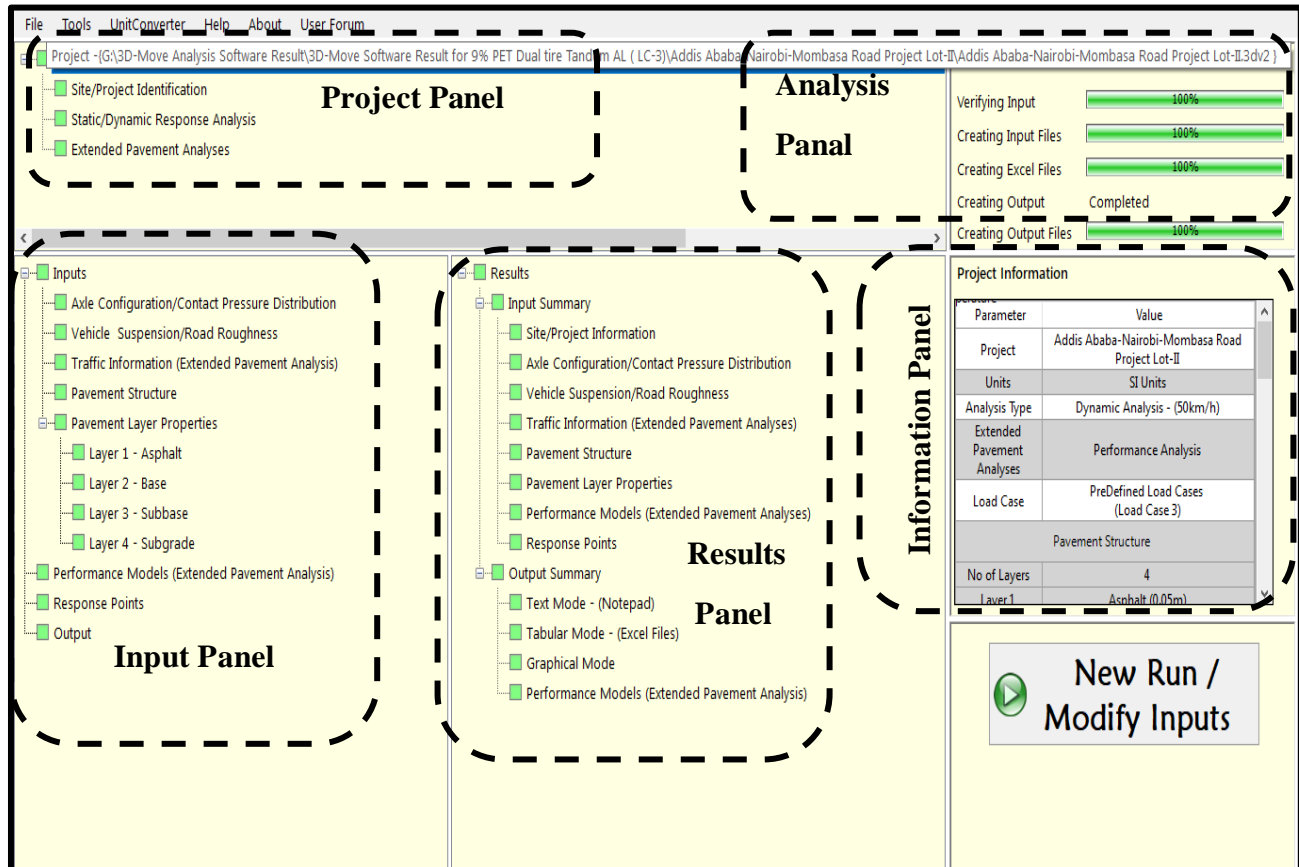 File Tools UnitConverter Help About User Forum
Project -{G:\3D-Move Analysis Software Result\3D-Move Software Result for 9% PET Dual tire Tandem AL ( LC-3)\Addis Ababa-Nairobi-Mombasa Road Project Lot-II\Addis Ababa-Nairobi-Mombasa Road Project Lot-II.3dv2 }
Site/Project Identification
Static/Dynamic Response Analysis
Extended Pavement Analyses
Project Panel
Analysis
Panal
Verifying Input 100%
Creating Input Files 100%
Creating Excel Files 100%
Creating Output Completed
Creating Output Files 100%
Inputs
Axle Configuration/Contact Pressure Distribution
Vehicle Suspension/Road Roughness
Traffic Information (Extended Pavement Analysis)
Pavement Structure
Pavement Layer Properties
Layer 1 - Asphalt
Layer 2 - Base
Layer 3 - Subbase
Layer 4 - Subgrade
Performance Models (Extended Pavement Analysis)
Response Points
Output
Input Panel
Results
Input Summary
Site/Project Information
Axle Configuration/Contact Pressure Distribution
Vehicle Suspension/Road Roughness
Traffic Information (Extended Pavement Analyses)
Pavement Structure
Pavement Layer Properties
Performance Models (Extended Pavement Analyses)
Response Points
Output Summary
Text Mode - (Notepad)
Tabular Mode - (Excel Files)
Graphical Mode
Performance Models (Extended Pavement Analysis)
Results
Panel
Information Panel
Project Information
Parameter Value
Project Addis Ababa-Nairobi-Mombasa Road
Project Lot-II
Units SI Units
Analysis Type Dynamic Analysis - (50km/h)
Extended
Pavement
Analyses
Performance Analysis
Load Case PreDefined Load Cases
(Load Case 3)
Pavement Structure
No of Layers 4
Layer 1 Asphalt (0.05m)
New Run /
Modify Inputs